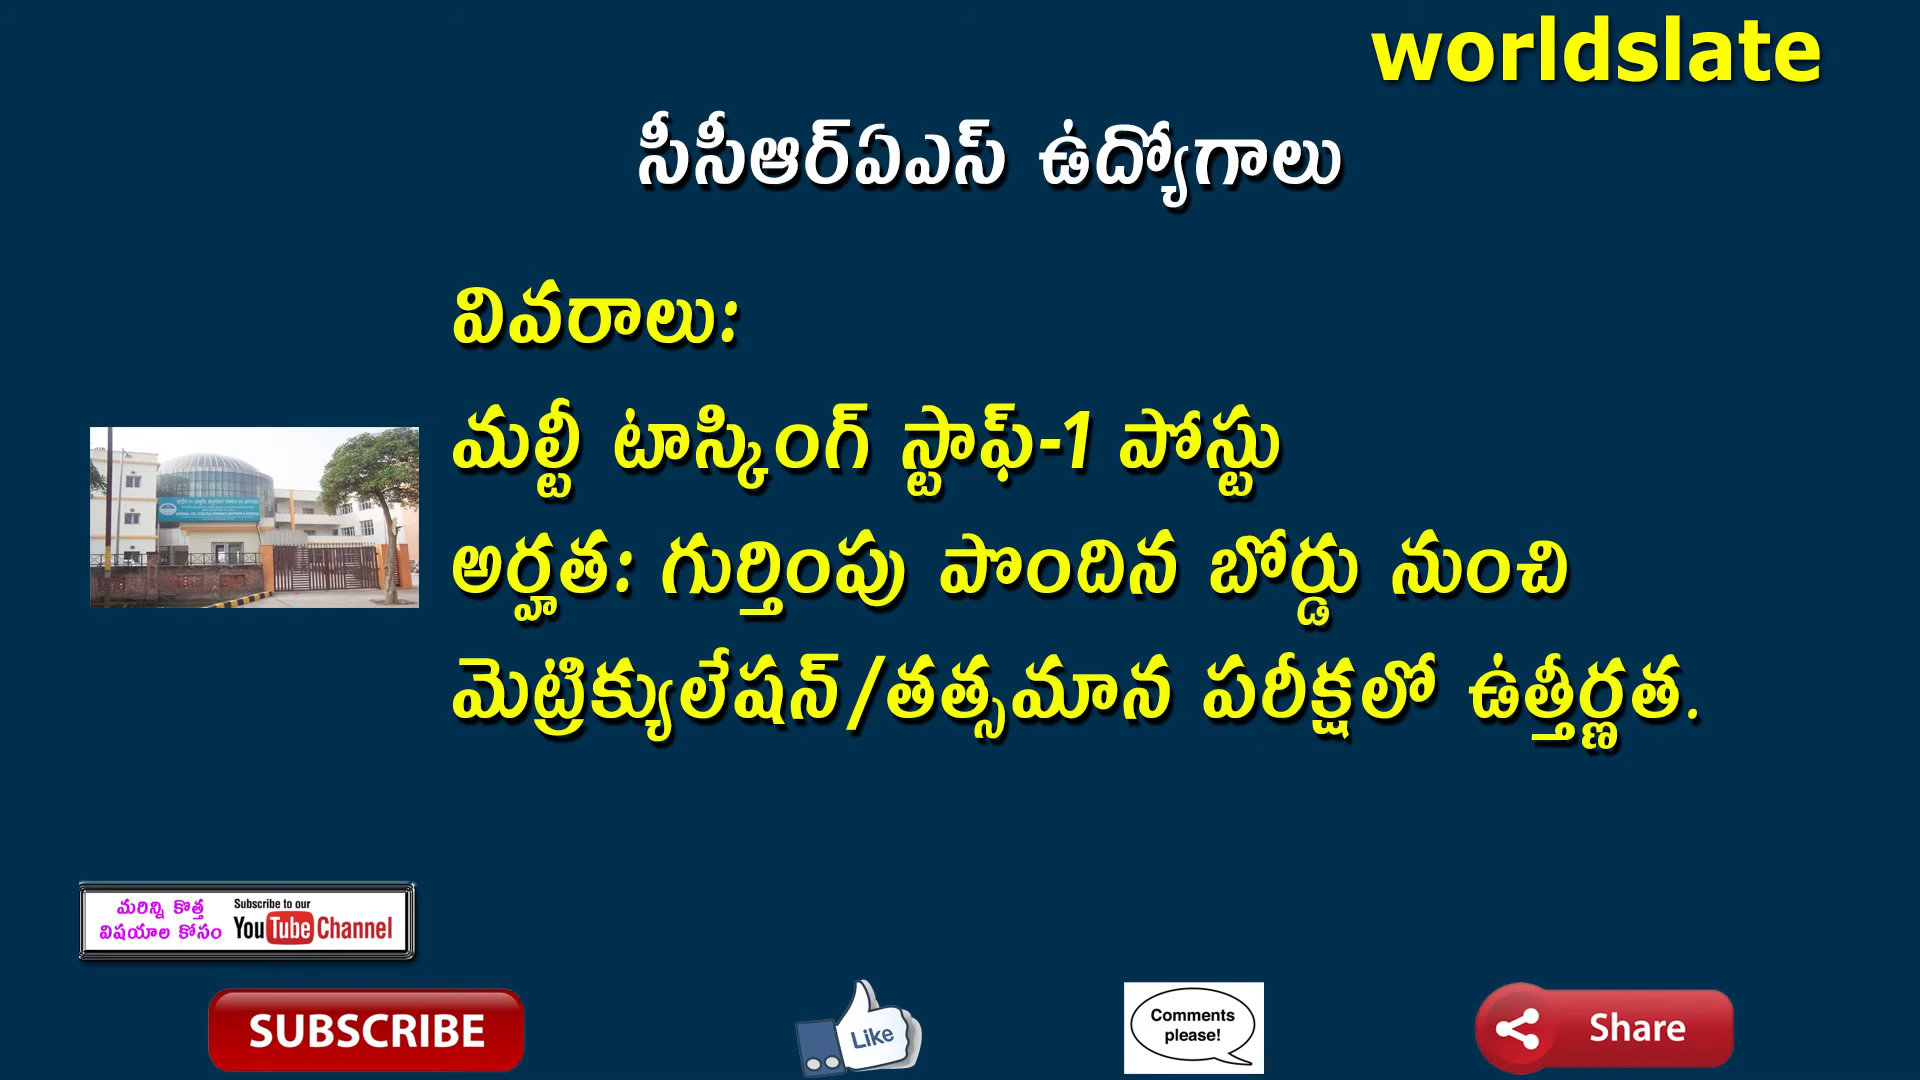 worldslate
సీసీఆర్ఏఎస్ ఉద్యోగాలు
వివరాలు:
మల్టీ టాస్కింగ్ స్టాఫ్-1 పోస్టు
అర్హత: గుర్తింపు పొందిన బోర్డు నుంచి
మెట్రిక్యులేషన్/తత్సమాన పరీక్షలో ఉత్తీర్ణత.
మరిన్ని కొత్త
విషయాల కోసం
Subscribe to our
YouTube Channel
SUBSCRIBE
Like
Comments
please!
Share